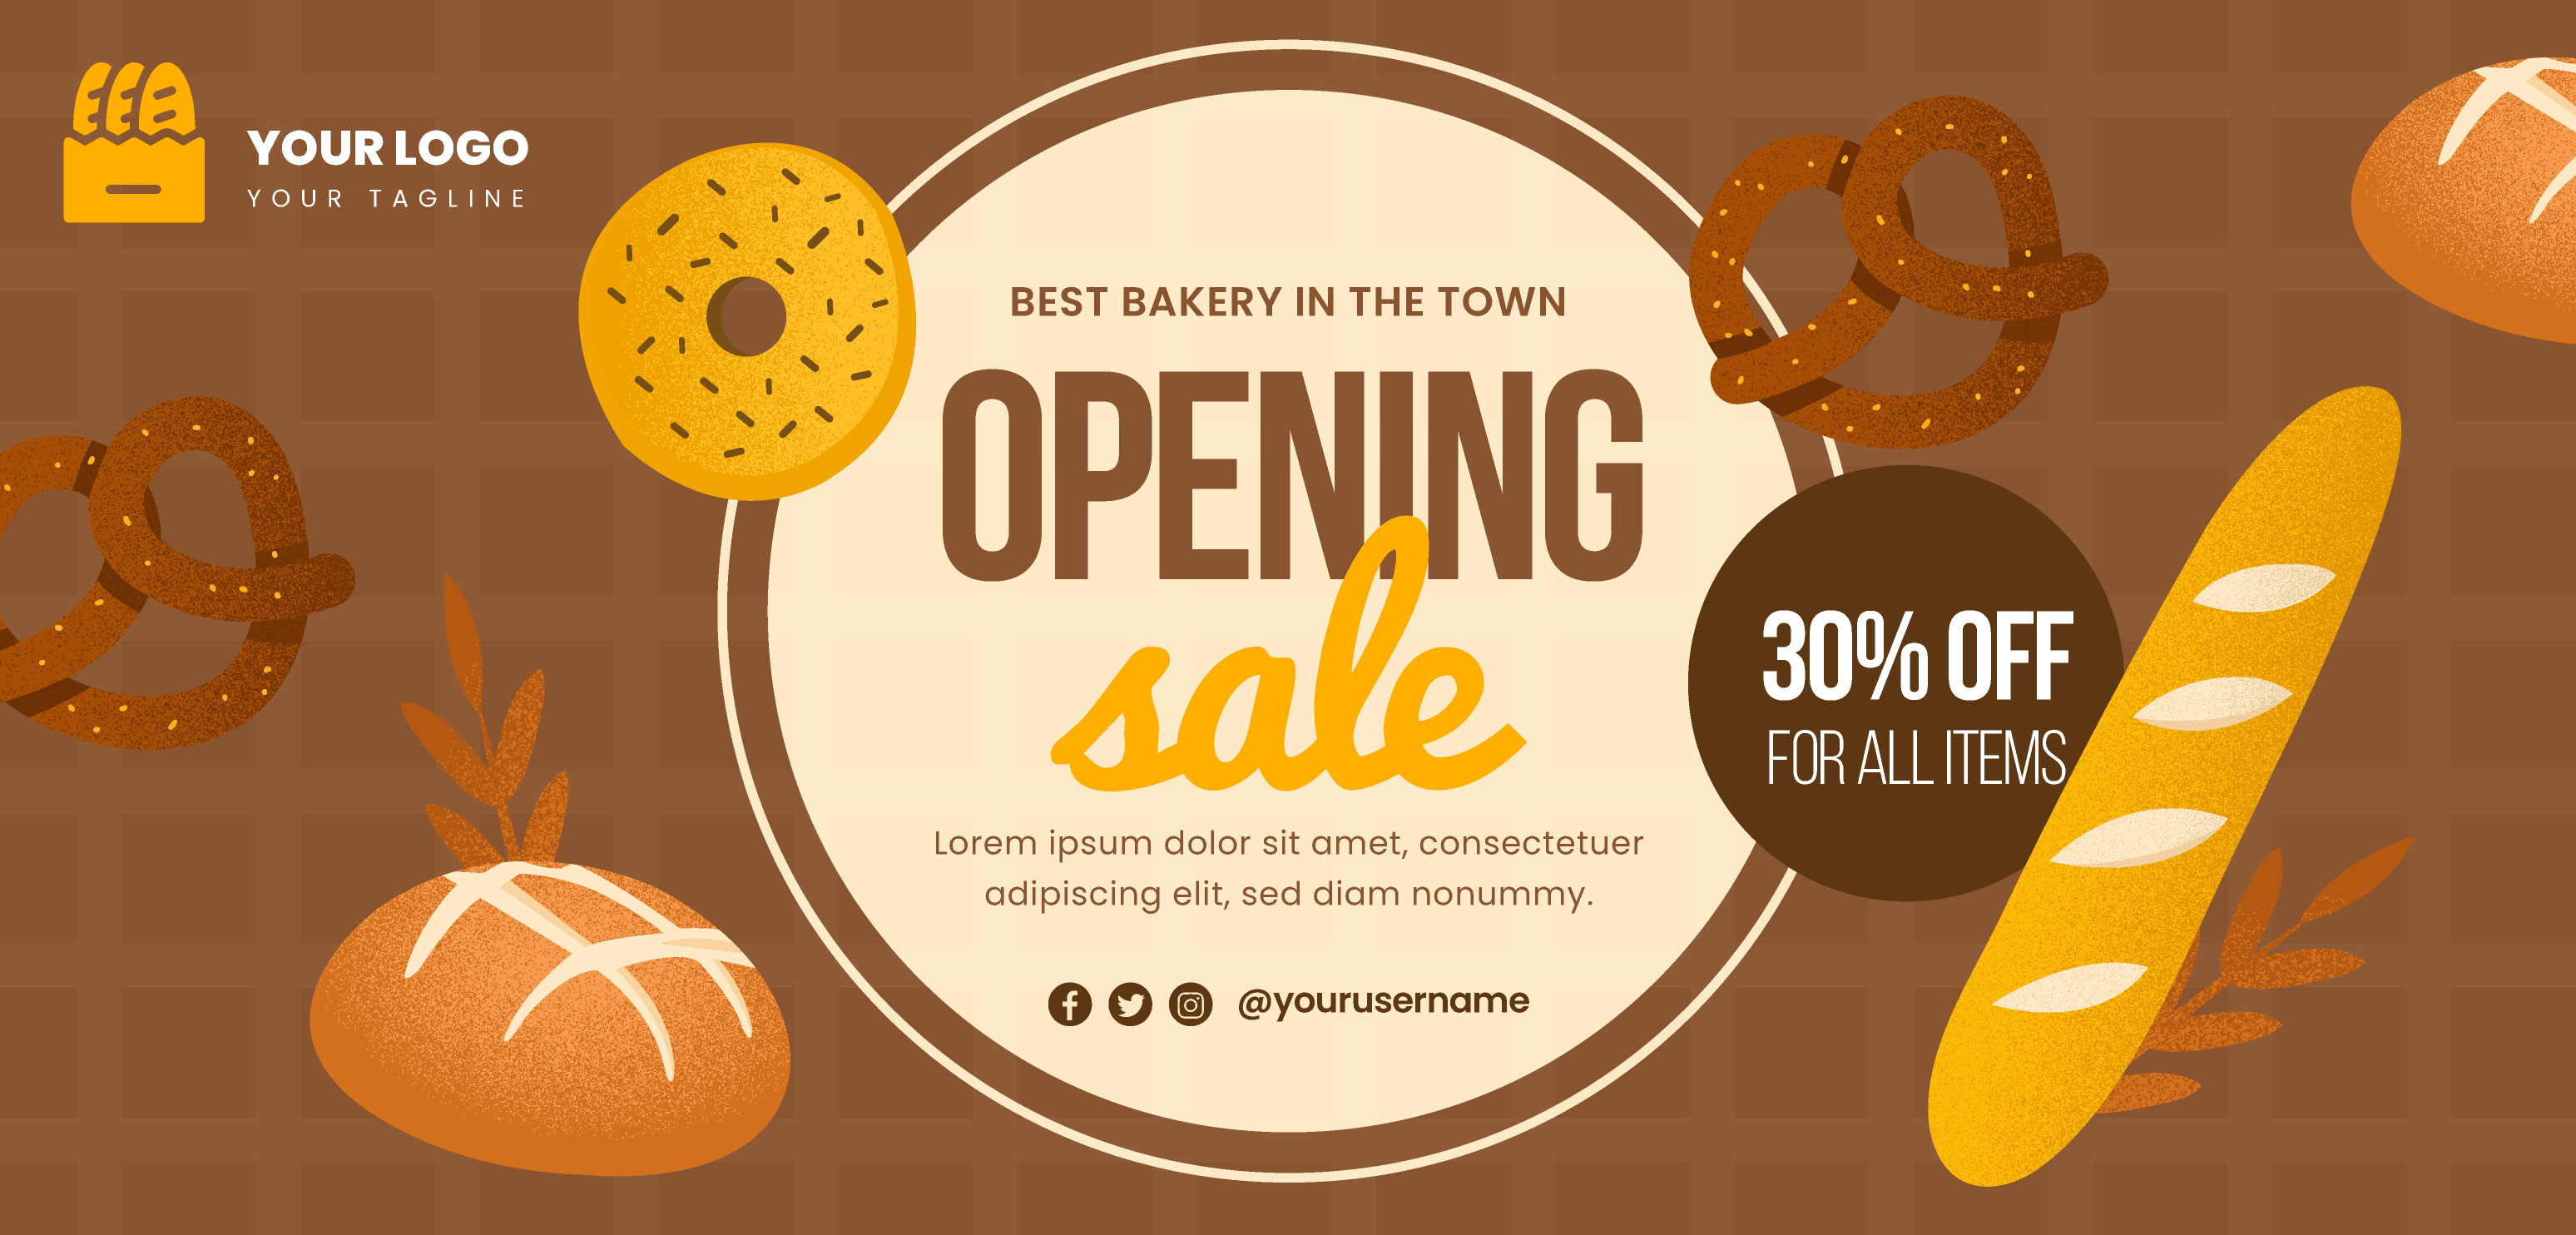 YOUR LOGO
YOUR TAGLINE
BEST BAKERY IN THE TOWN
OPENING
sale
30% OFF
FOR ALL ITEMS
Lorem ipsum dolor sit amet, consectetuer
adipiscing elit, sed diam nonummy.
@yourusername